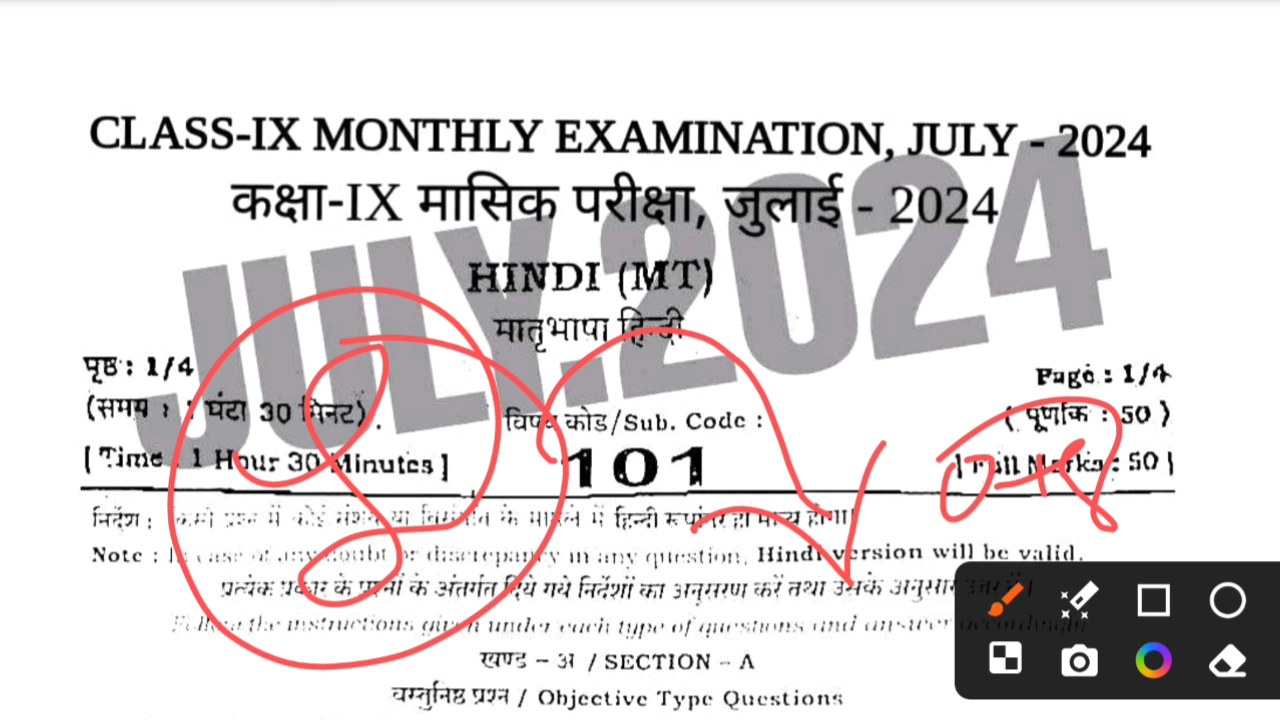 CLASS-IX MONTHLY EXAMINATION, JULY - 2024
कक्षा-IX मासिक परीक्षा, जुलाई - 2024
JULY.2024
HINDI (MT)
मातृभाषा हिन्दी
पृष्ठ : 1/4
Page : 1/4
(समय : 1 घंटा 30 मिनट)
विषय कोड/Sub. Code :
( पूर्णांक : 50 )
[ Time : 1 Hour 30 Minutes ]
101
[ Full Marks : 50 ]
निर्देश : किसी प्रश्न में कोई संशय या विसंगति के मामले में हिन्दी रूपांतर ही मान्य होगा।
Note : In case of any doubt or discrepancy in any question, Hindi version will be valid.
प्रत्येक प्रकार के प्रश्नों के अंतर्गत दिये गये निर्देशों का अनुसरण करें तथा उसके अनुसार उत्तर दें।
Follow the instructions given under each type of questions and answer accordingly.
खण्ड - अ / SECTION - A
वस्तुनिष्ठ प्रश्न / Objective Type Questions